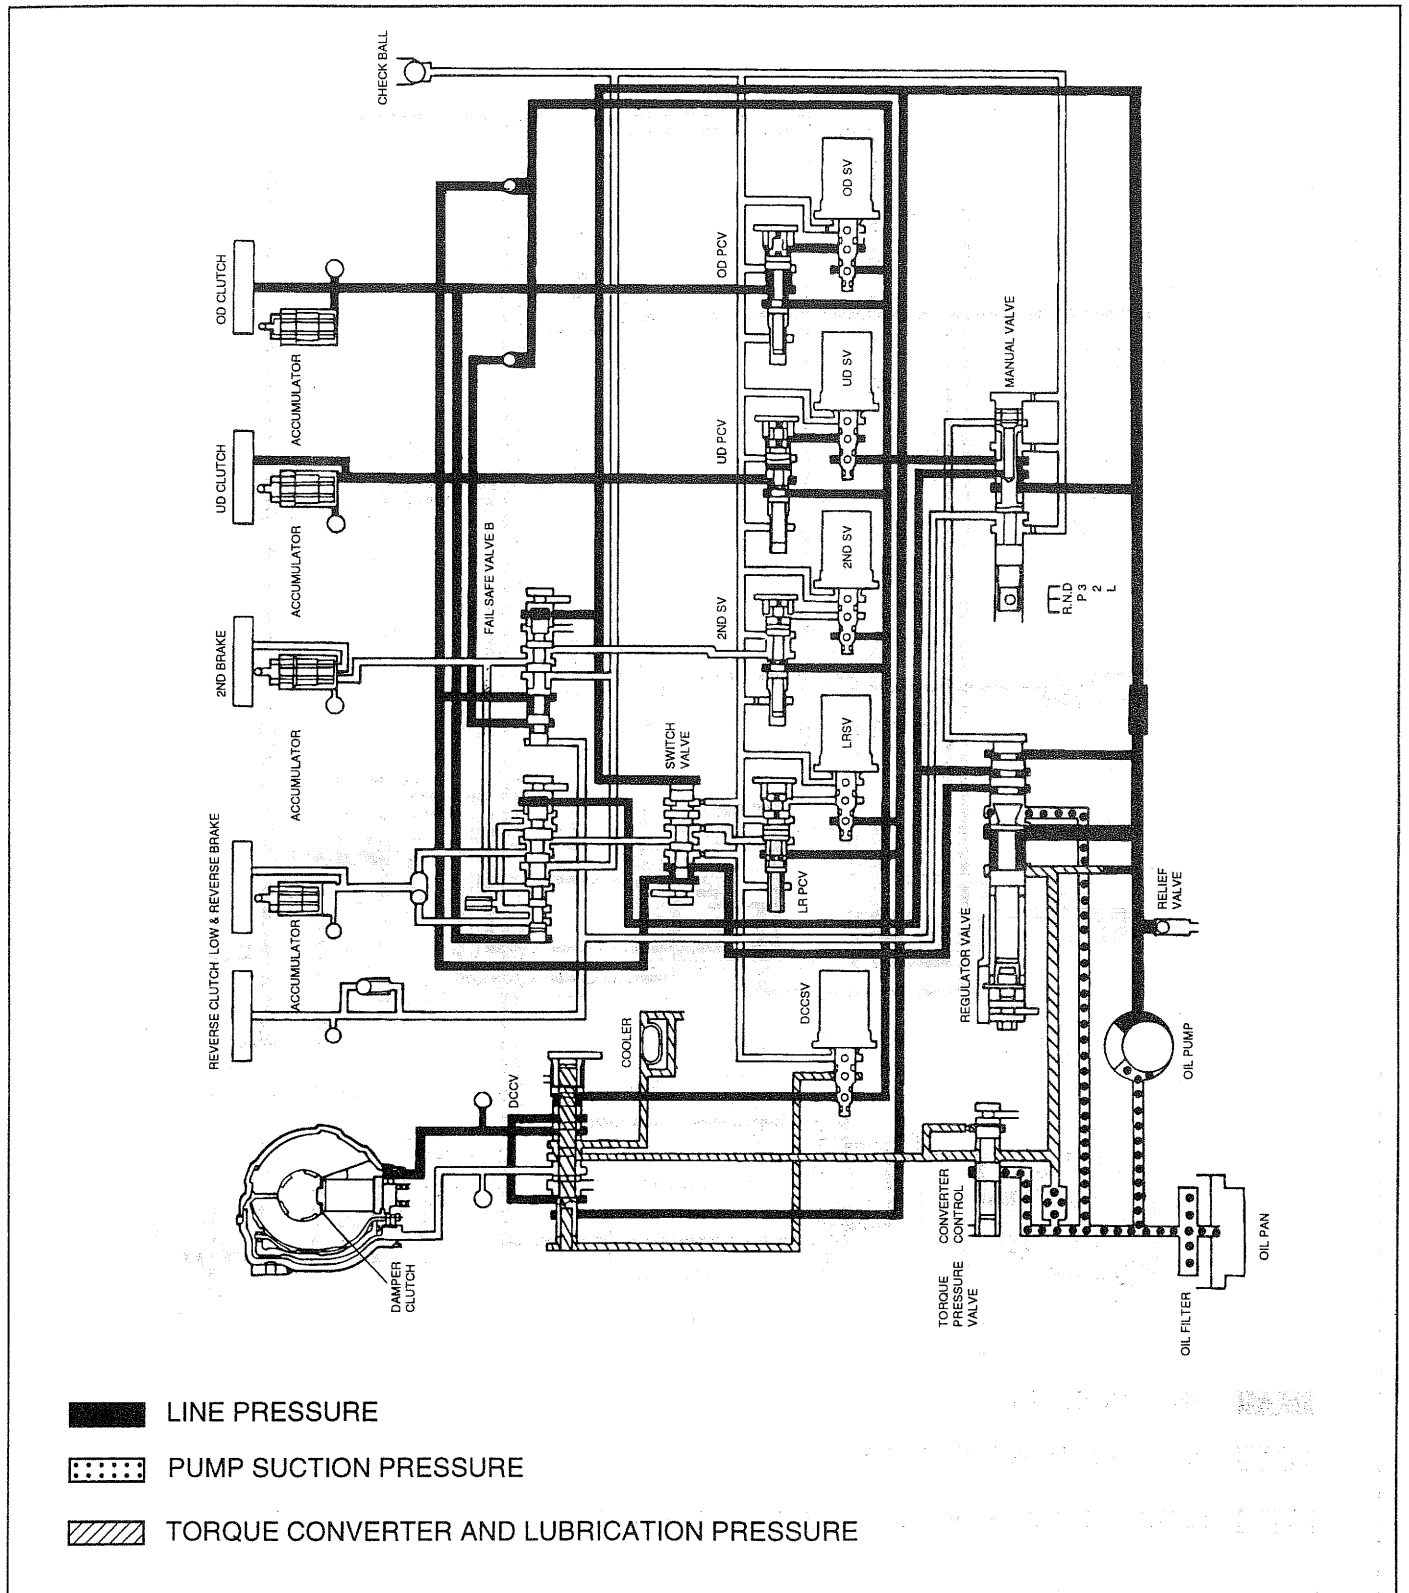 CHECK BALL
OD CLUTCH
ACCUMULATOR
UD CLUTCH
ACCUMULATOR
2ND BRAKE
ACCUMULATOR
REVERSE CLUTCH LOW & REVERSE BRAKE
ACCUMULATOR
FAIL SAFE VALVE B
OD SV
OD PCV
UD SV
UD PCV
2ND SV
2ND SV
SWITCH
VALVE
LRSV
LR PCV
MANUAL VALVE
R.N.D
P 3
2
L
REGULATOR VALVE
RELIEF
VALVE
DCCSV
COOLER
DCCV
OIL PUMP
DAMPER
CLUTCH
TORQUE CONVERTER
PRESSURE CONTROL
VALVE
OIL PAN
OIL FILTER
LINE PRESSURE
PUMP SUCTION PRESSURE
TORQUE CONVERTER AND LUBRICATION PRESSURE